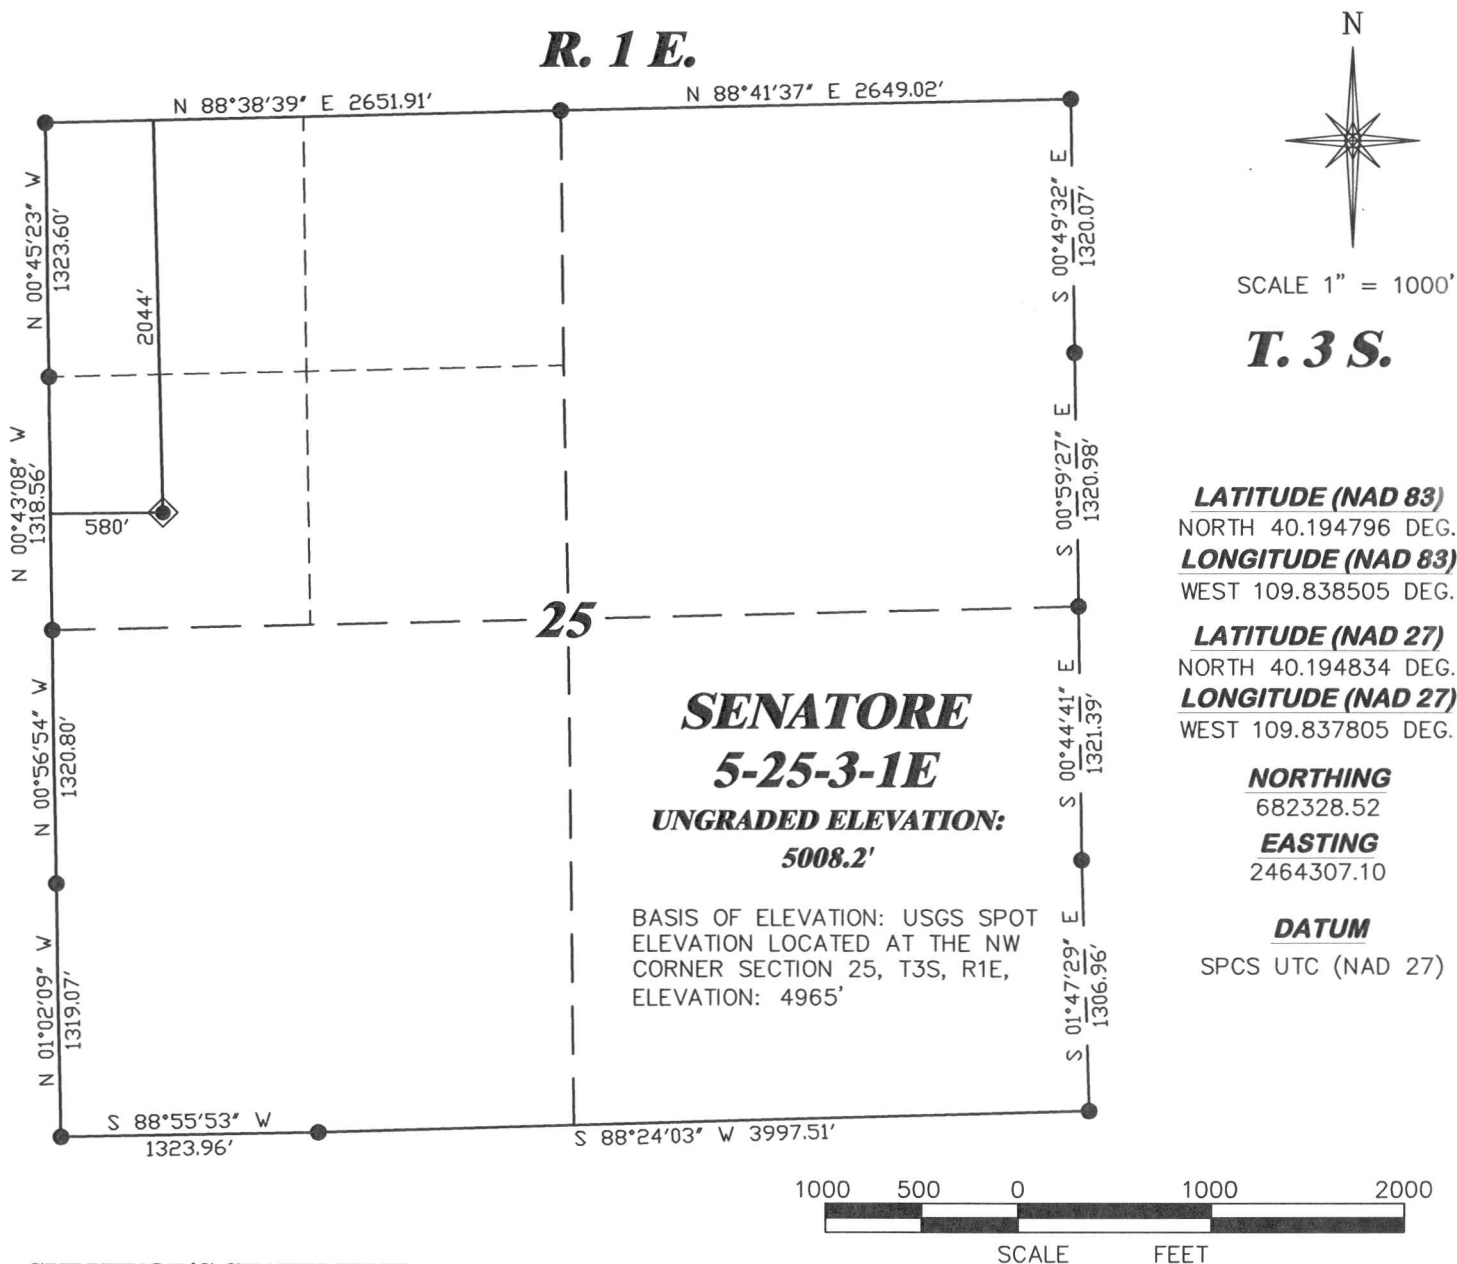 R. 1 E.
N
N 88°38'39" E 2651.91'
N 88°41'37" E 2649.02'
N 00°45'23" W
1323.60'
2044'
S 00°49'32" E
1320.07'
SCALE 1" = 1000'
T. 3 S.
N 00°43'08" W
1318.56'
580'
S 00°59'27" E
1320.98'
LATITUDE (NAD 83)
NORTH 40.194796 DEG.
LONGITUDE (NAD 83)
WEST 109.838505 DEG.
LATITUDE (NAD 27)
NORTH 40.194834 DEG.
LONGITUDE (NAD 27)
WEST 109.837805 DEG.
25
N 00°56'54" W
1320.80'
SENATORE
5-25-3-1E
UNGRADED ELEVATION:
5008.2'
S 00°44'41" E
1321.39'
NORTHING
682328.52
EASTING
2464307.10
DATUM
SPCS UTC (NAD 27)
BASIS OF ELEVATION: USGS SPOT
ELEVATION LOCATED AT THE NW
CORNER SECTION 25, T3S, R1E,
ELEVATION: 4965'
N 01°02'09" W
1319.07'
S 01°47'29" E
1306.96'
S 88°55'53" W
1323.96'
S 88°24'03" W 3997.51'
1000 500 0 1000 2000
SCALE FEET